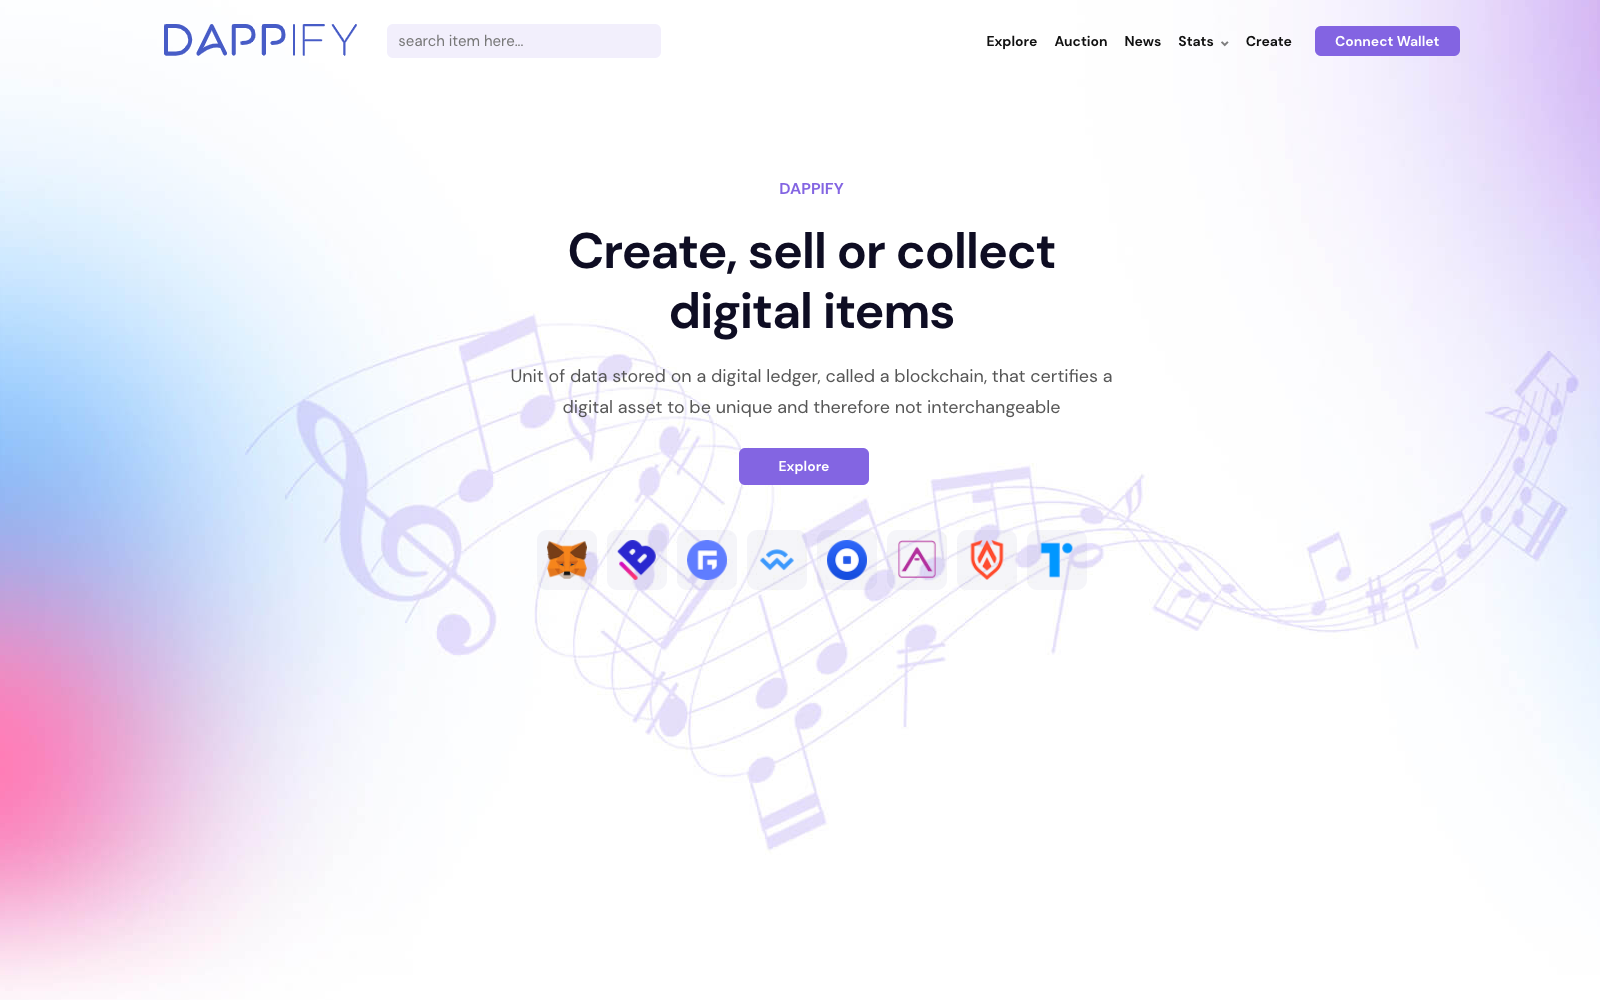 DAPPIFY
search item here...
Explore Auction News Stats Create Connect Wallet
DAPPIFY
Create, sell or collect
digital items
Unit of data stored on a digital ledger, called a blockchain, that certifies a
digital asset to be unique and therefore not interchangeable
Explore